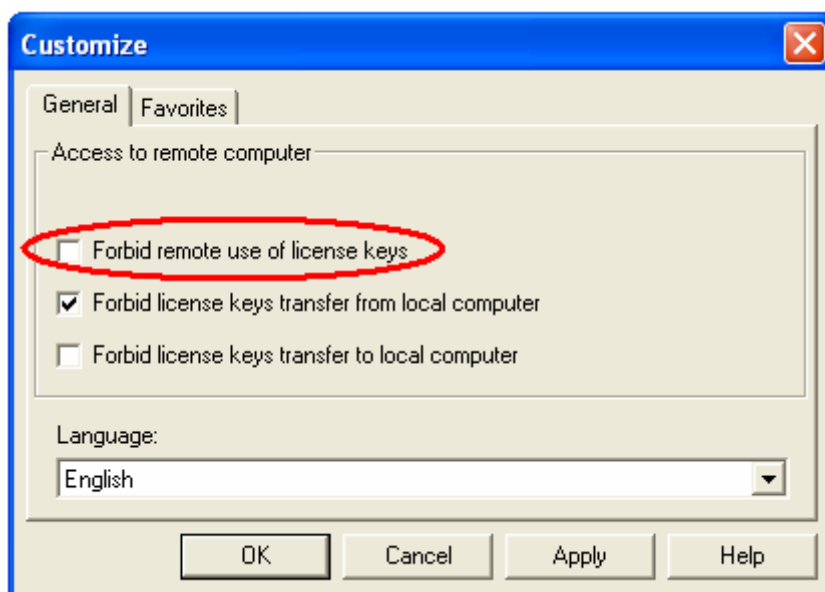 Customize
General
Favorites
Access to remote computer
Forbid remote use of license keys
Forbid license keys transfer from local computer
Forbid license keys transfer to local computer
Language:
English
OK
Cancel
Apply
Help